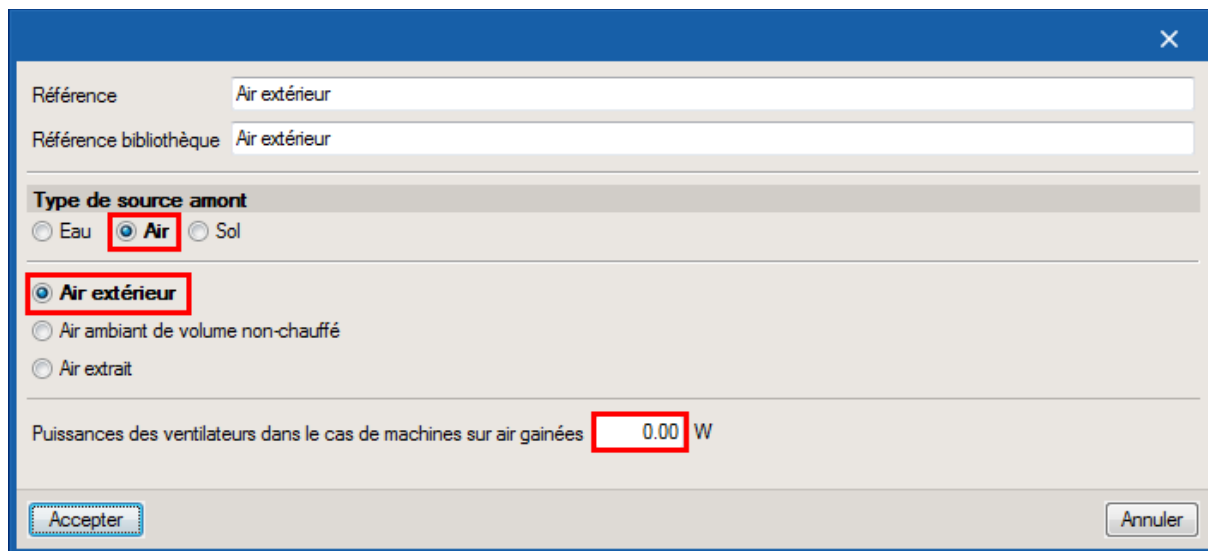 Référence Air extérieur
Référence bibliothèque Air extérieur
Type de source amont
Eau Air Sol
Air extérieur
Air ambiant de volume non-chauffé
Air extrait
Puissances des ventilateurs dans le cas de machines sur air gainées 0.00 W
Accepter Annuler